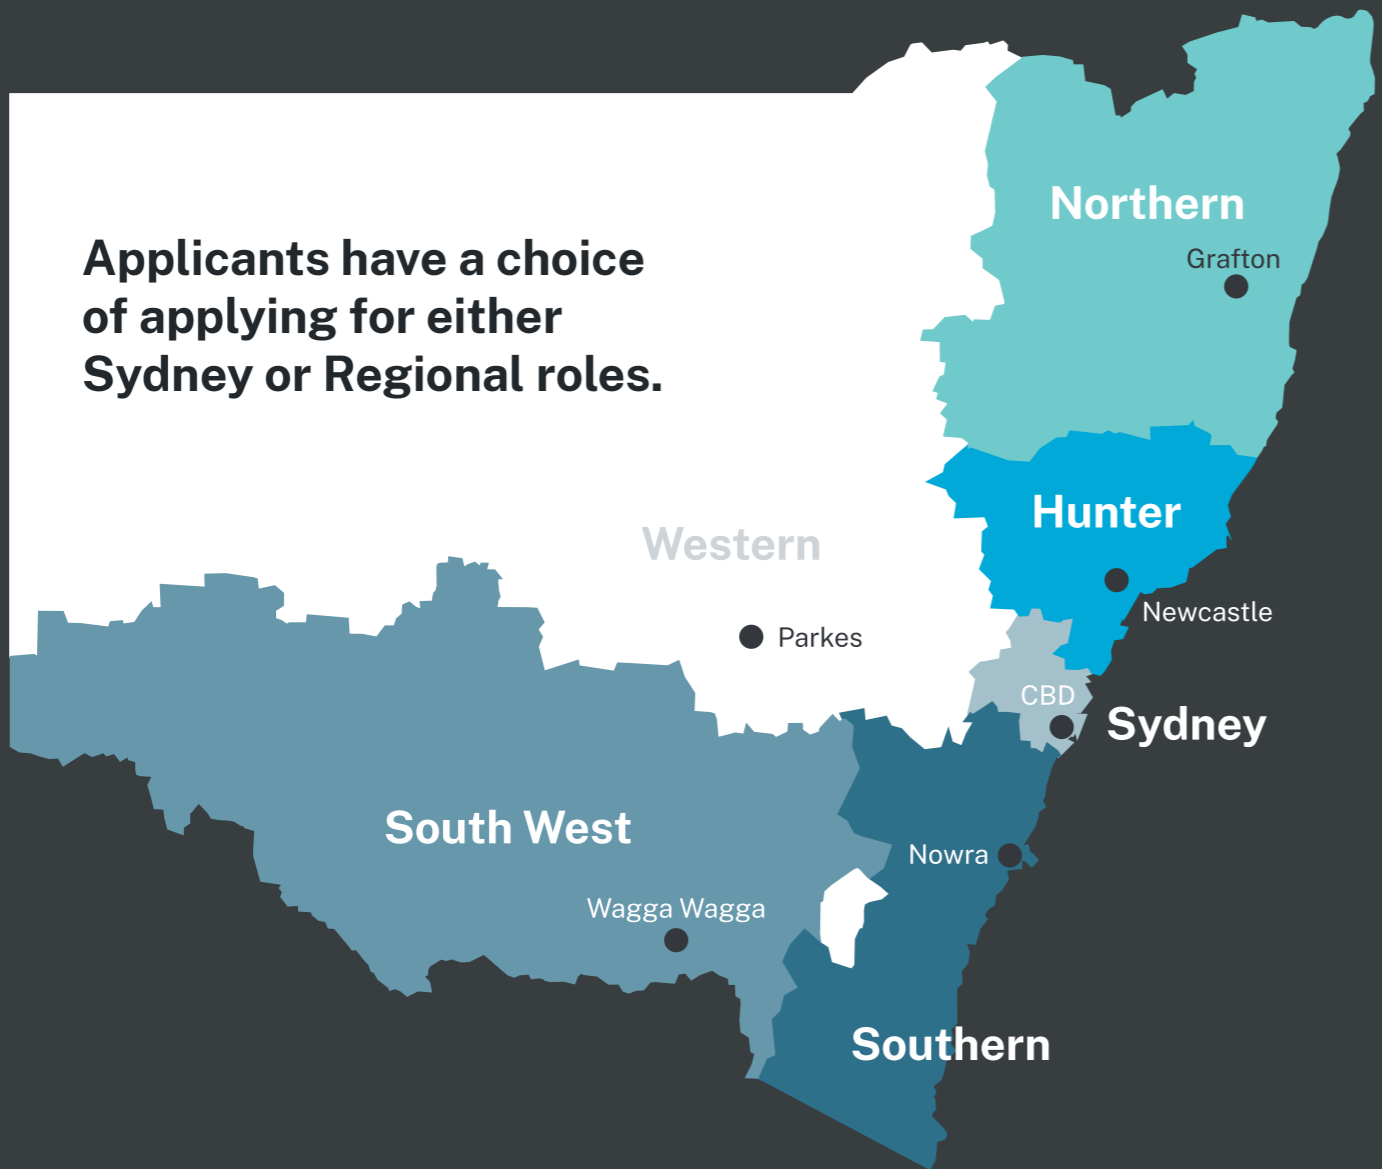 Northern
Grafton
Applicants have a choice
of applying for either
Sydney or Regional roles.
Hunter
Western
Newcastle
Parkes
CBD
Sydney
South West
Nowra
Wagga Wagga
Southern